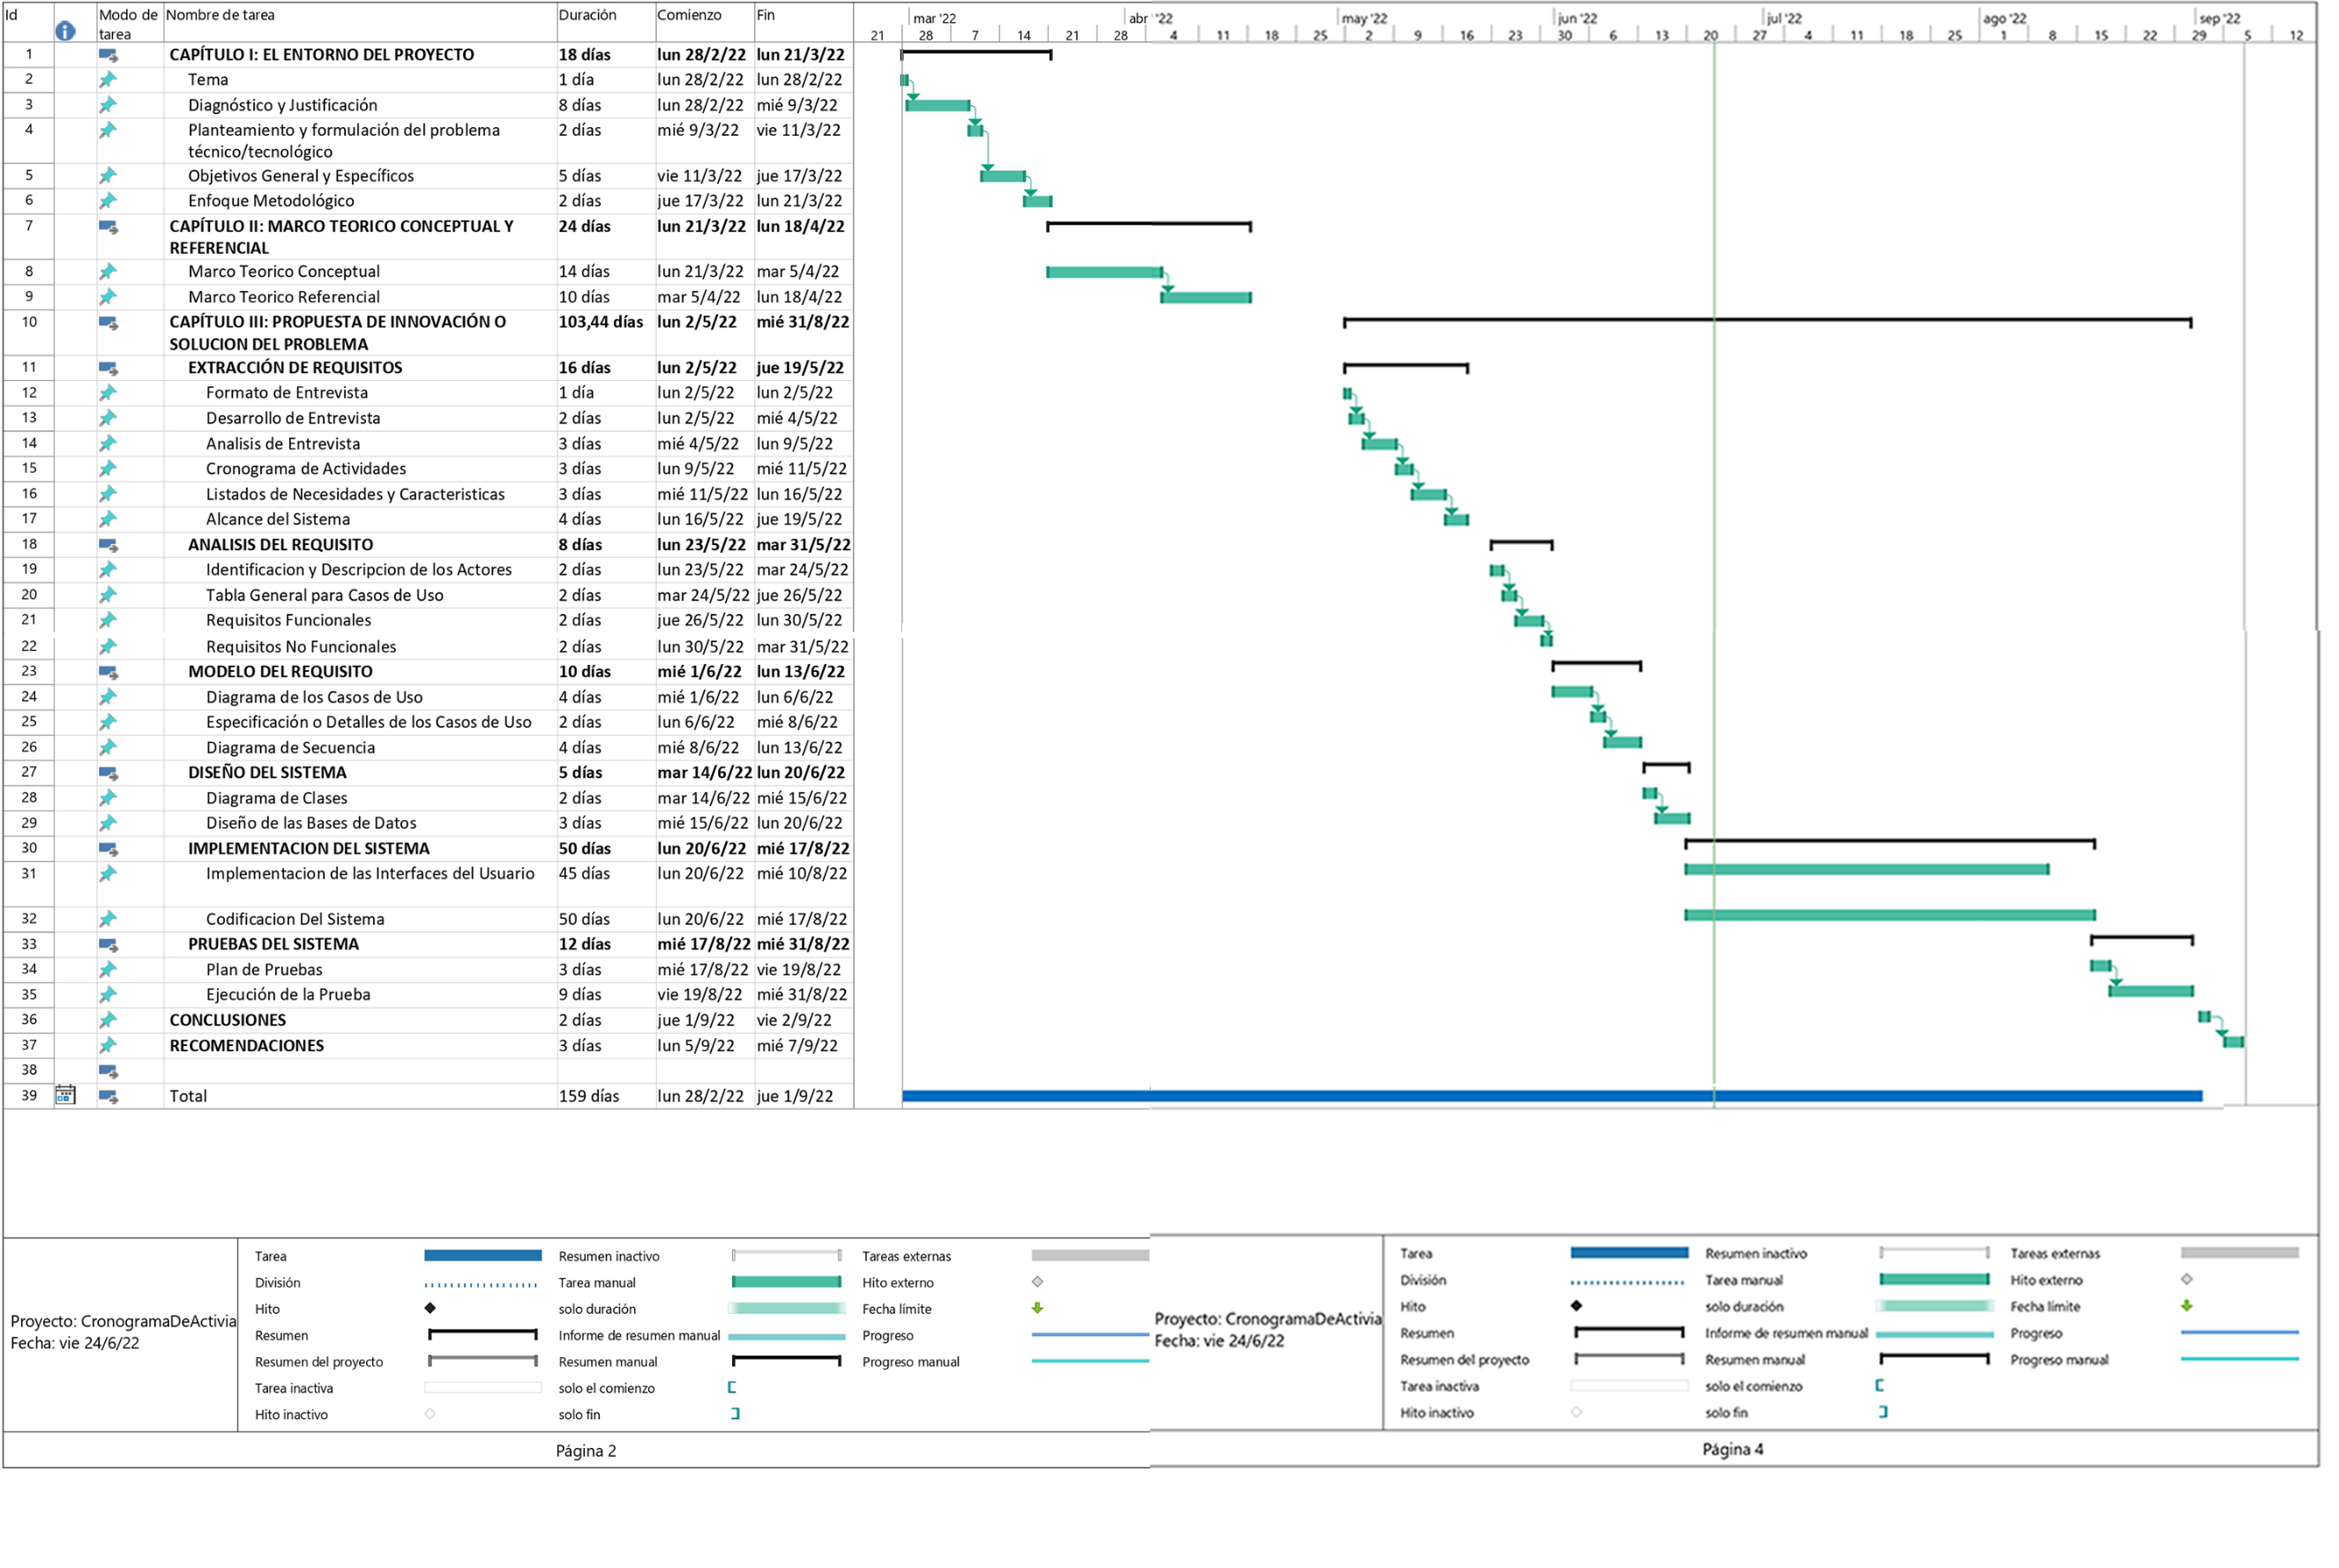 Id Modo de tarea Nombre de tarea Duración Comienzo Fin
mar '22 abr '22 may '22 jun '22 jul '22 ago '22 sep '22
21 28 7 14 21 28 4 11 18 25 2 9 16 23 30 6 13 20 27 4 11 18 25 1 8 15 22 29 5 12
1 CAPÍTULO I: EL ENTORNO DEL PROYECTO 18 días lun 28/2/22 lun 21/3/22
2 Tema 1 día lun 28/2/22 lun 28/2/22
3 Diagnóstico y Justificación 8 días lun 28/2/22 mié 9/3/22
4 Planteamiento y formulación del problema 2 días mié 9/3/22 vie 11/3/22
técnico/tecnológico
5 Objetivos General y Específicos 5 días vie 11/3/22 jue 17/3/22
6 Enfoque Metodológico 2 días jue 17/3/22 lun 21/3/22
7 CAPÍTULO II: MARCO TEORICO CONCEPTUAL Y 24 días lun 21/3/22 lun 18/4/22
REFERENCIAL
8 Marco Teorico Conceptual 14 días lun 21/3/22 mar 5/4/22
9 Marco Teorico Referencial 10 días mar 5/4/22 lun 18/4/22
10 CAPÍTULO III: PROPUESTA DE INNOVACIÓN O 103,44 días lun 2/5/22 mié 31/8/22
SOLUCION DEL PROBLEMA
11 EXTRACCIÓN DE REQUISITOS 16 días lun 2/5/22 jue 19/5/22
12 Formato de Entrevista 1 día lun 2/5/22 lun 2/5/22
13 Desarrollo de Entrevista 2 días lun 2/5/22 mié 4/5/22
14 Analisis de Entrevista 3 días mié 4/5/22 lun 9/5/22
15 Cronograma de Actividades 3 días lun 9/5/22 mié 11/5/22
16 Listados de Necesidades y Caracteristicas 3 días mié 11/5/22 lun 16/5/22
17 Alcance del Sistema 4 días lun 16/5/22 jue 19/5/22
18 ANALISIS DEL REQUISITO 8 días lun 23/5/22 mar 31/5/22
19 Identificacion y Descripcion de los Actores 2 días lun 23/5/22 mar 24/5/22
20 Tabla General para Casos de Uso 2 días mar 24/5/22 jue 26/5/22
21 Requisitos Funcionales 2 días jue 26/5/22 lun 30/5/22
22 Requisitos No Funcionales 2 días lun 30/5/22 mar 31/5/22
23 MODELO DEL REQUISITO 10 días mié 1/6/22 lun 13/6/22
24 Diagrama de los Casos de Uso 4 días mié 1/6/22 lun 6/6/22
25 Especificación o Detalles de los Casos de Uso 2 días lun 6/6/22 mié 8/6/22
26 Diagrama de Secuencia 4 días mié 8/6/22 lun 13/6/22
27 DISEÑO DEL SISTEMA 5 días mar 14/6/22 lun 20/6/22
28 Diagrama de Clases 2 días mar 14/6/22 mié 15/6/22
29 Diseño de las Bases de Datos 3 días mié 15/6/22 lun 20/6/22
30 IMPLEMENTACION DEL SISTEMA 50 días lun 20/6/22 mié 17/8/22
31 Implementacion de las Interfaces del Usuario 45 días lun 20/6/22 mié 10/8/22
32 Codificacion Del Sistema 50 días lun 20/6/22 mié 17/8/22
33 PRUEBAS DEL SISTEMA 12 días mié 17/8/22 mié 31/8/22
34 Plan de Pruebas 3 días mié 17/8/22 vie 19/8/22
35 Ejecución de la Prueba 9 días vie 19/8/22 mié 31/8/22
36 CONCLUSIONES 2 días jue 1/9/22 vie 2/9/22
37 RECOMENDACIONES 3 días lun 5/9/22 mié 7/9/22
38
39 Total 159 días lun 28/2/22 jue 1/9/22
Proyecto: CronogramaDeActivia
Fecha: vie 24/6/22
Tarea Resumen inactivo Tareas externas
División Tarea manual Hito externo
Hito solo duración Fecha límite
Resumen Informe de resumen manual Progreso
Resumen del proyecto Resumen manual Progreso manual
Tarea inactiva solo el comienzo
Hito inactivo solo fin
Página 2
Proyecto: CronogramaDeActivia
Fecha: vie 24/6/22
Tarea Resumen inactivo Tareas externas
División Tarea manual Hito externo
Hito solo duración Fecha límite
Resumen Informe de resumen manual Progreso
Resumen del proyecto Resumen manual Progreso manual
Tarea inactiva solo el comienzo
Hito inactivo solo fin
Página 4